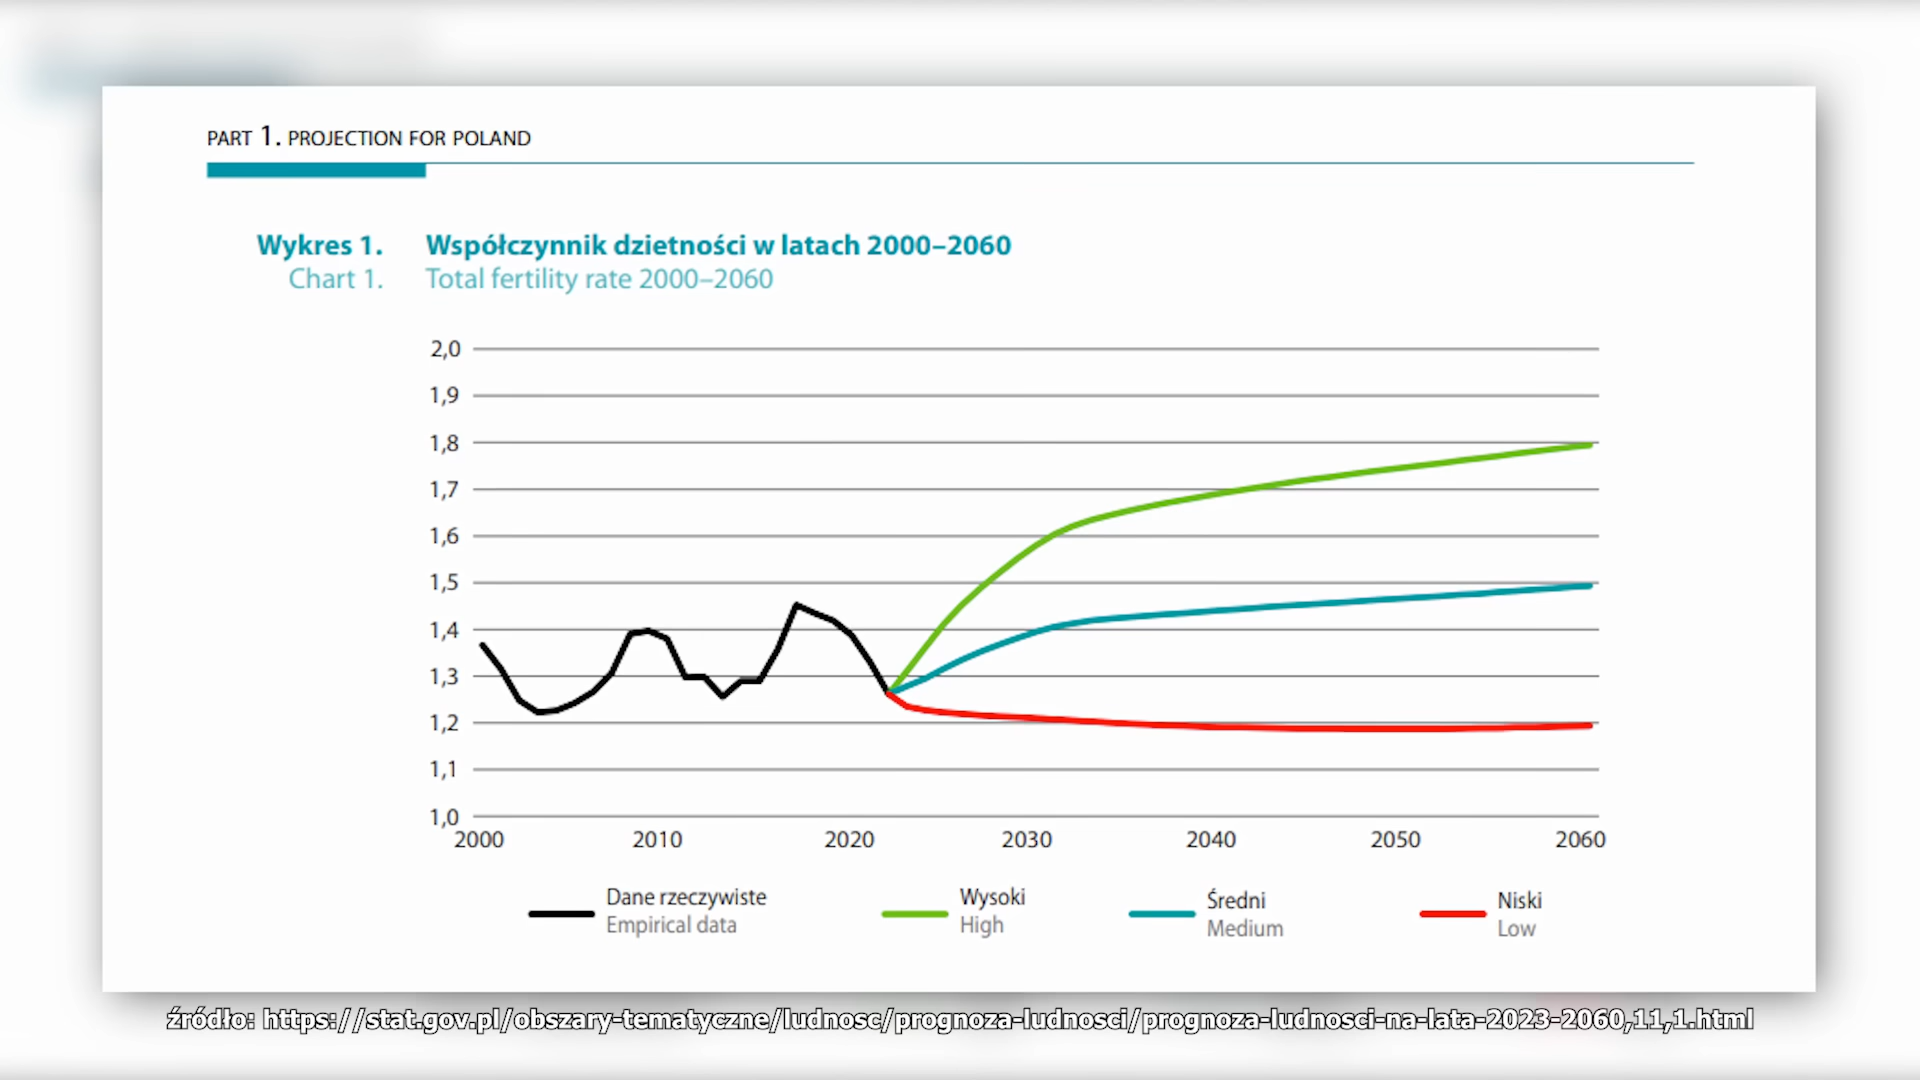 PART 1. PROJECTION FOR POLAND
Wykres 1. Współczynnik dzietności w latach 2000–2060
Chart 1. Total fertility rate 2000–2060
2,0
1,9
1,8
1,7
1,6
1,5
1,4
1,3
1,2
1,1
1,0
2000 2010 2020 2030 2040 2050 2060
Dane rzeczywiste Wysoki Średni Niski
Empirical data High Medium Low
źródło: https://stat.gov.pl/obszary-tematyczne/ludnosc/prognoza-ludnosci/prognoza-ludnosci-na-lata-2023-2060,11,1.html